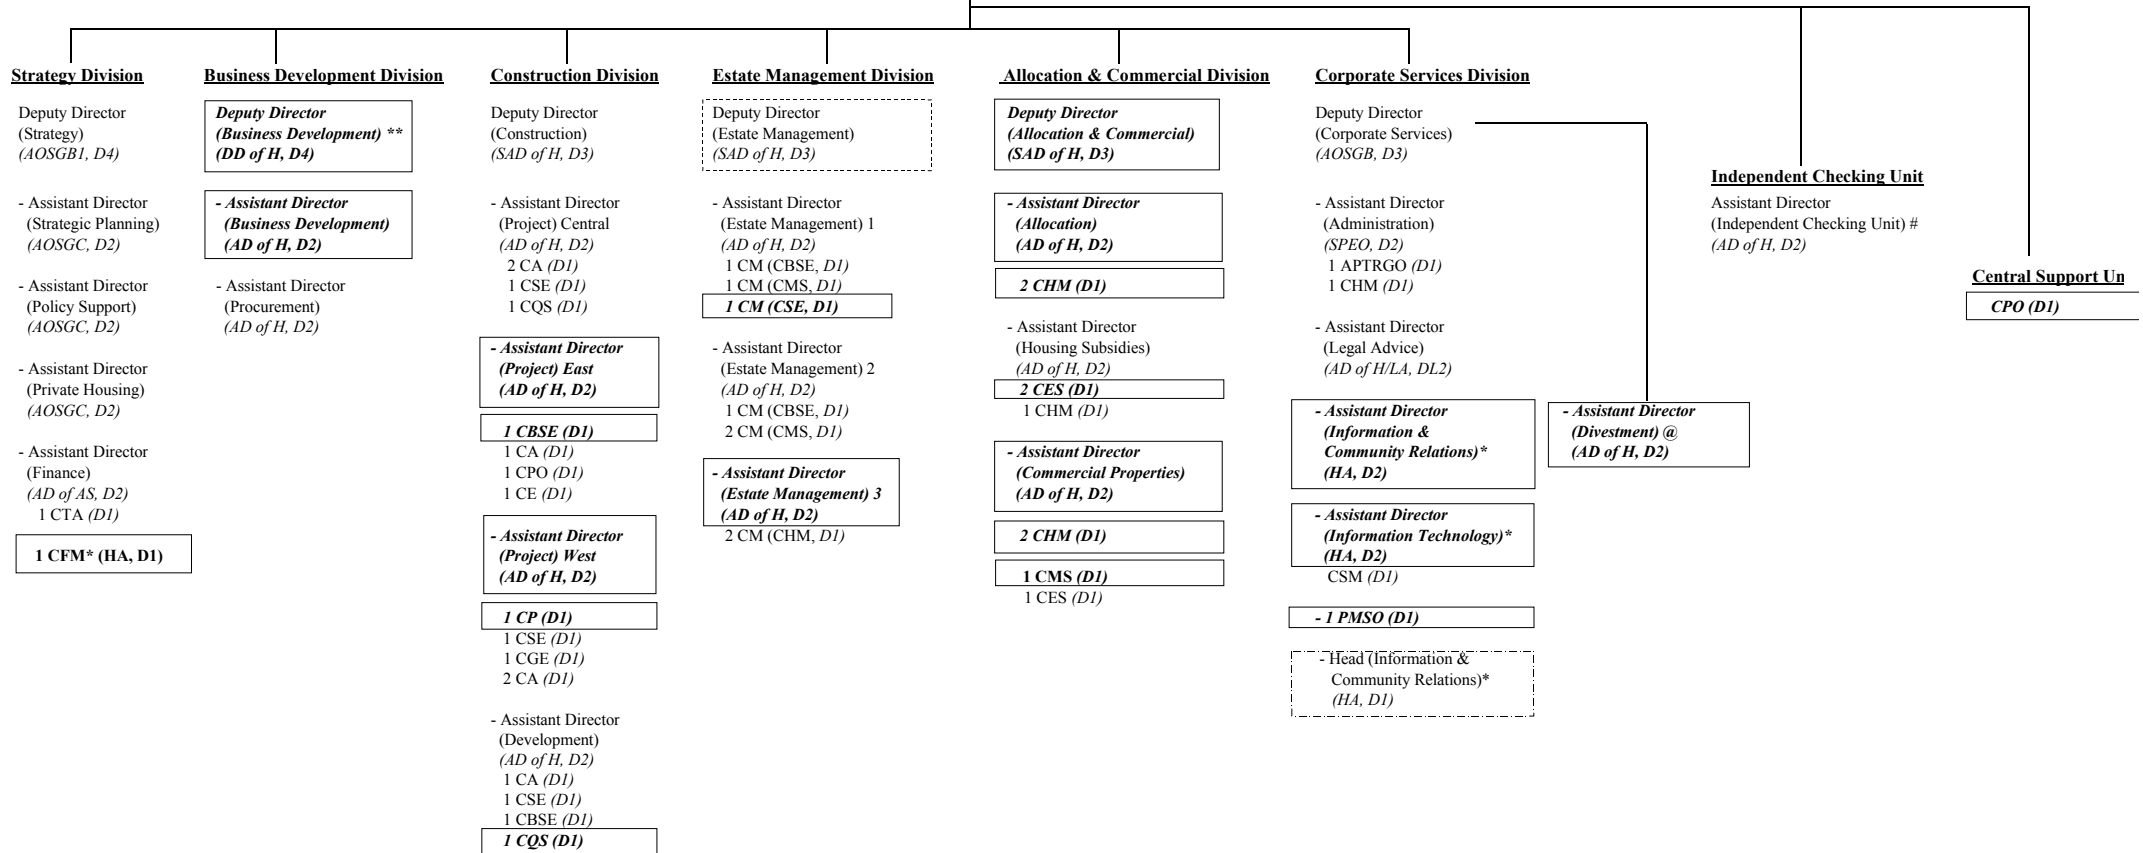 Strategy Division
Deputy Director
(Strategy)
(AOSGB1, D4)
- Assistant Director
(Strategic Planning)
(AOSGC, D2)
- Assistant Director
(Policy Support)
(AOSGC, D2)
- Assistant Director
(Private Housing)
(AOSGC, D2)
- Assistant Director
(Finance)
(AD of AS, D2)
1 CTA (D1)
1 CFM* (HA, D1)
Business Development Division
Deputy Director
(Business Development) **
(DD of H, D4)
- Assistant Director
(Business Development)
(AD of H, D2)
- Assistant Director
(Procurement)
(AD of H, D2)
Construction Division
Deputy Director
(Construction)
(SAD of H, D3)
- Assistant Director
(Project) Central
(AD of H, D2)
2 CA (D1)
1 CSE (D1)
1 CQS (D1)
- Assistant Director
(Project) East
(AD of H, D2)
1 CBSE (D1)
1 CA (D1)
1 CPO (D1)
1 CE (D1)
- Assistant Director
(Project) West
(AD of H, D2)
1 CP (D1)
1 CSE (D1)
1 CGE (D1)
2 CA (D1)
- Assistant Director
(Development)
(AD of H, D2)
1 CA (D1)
1 CSE (D1)
1 CBSE (D1)
1 CQS (D1)
Estate Management Division
Deputy Director
(Estate Management)
(SAD of H, D3)
- Assistant Director
(Estate Management) 1
(AD of H, D2)
1 CM (CBSE, D1)
1 CM (CMS, D1)
1 CM (CSE, D1)
- Assistant Director
(Estate Management) 2
(AD of H, D2)
1 CM (CBSE, D1)
2 CM (CMS, D1)
- Assistant Director
(Estate Management) 3
(AD of H, D2)
2 CM (CHM, D1)
Allocation & Commercial Division
Deputy Director
(Allocation & Commercial)
(SAD of H, D3)
- Assistant Director
(Allocation)
(AD of H, D2)
2 CHM (D1)
- Assistant Director
(Housing Subsidies)
(AD of H, D2)
2 CES (D1)
1 CHM (D1)
- Assistant Director
(Commercial Properties)
(AD of H, D2)
2 CHM (D1)
1 CMS (D1)
1 CES (D1)
Corporate Services Division
Deputy Director
(Corporate Services)
(AOSGB, D3)
- Assistant Director
(Administration)
(SPEO, D2)
1 APTRGO (D1)
1 CHM (D1)
- Assistant Director
(Legal Advice)
(AD of H/LA, DL2)
- Assistant Director
(Information &
Community Relations)*
(HA, D2)
- Assistant Director
(Information Technology)*
(HA, D2)
CSM (D1)
- 1 PMSO (D1)
- Head (Information &
Community Relations)*
(HA, D1)
- Assistant Director
(Divestment) @
(AD of H, D2)
Independent Checking Unit
Assistant Director
(Independent Checking Unit) #
(AD of H, D2)
Central Support Un
CPO (D1)